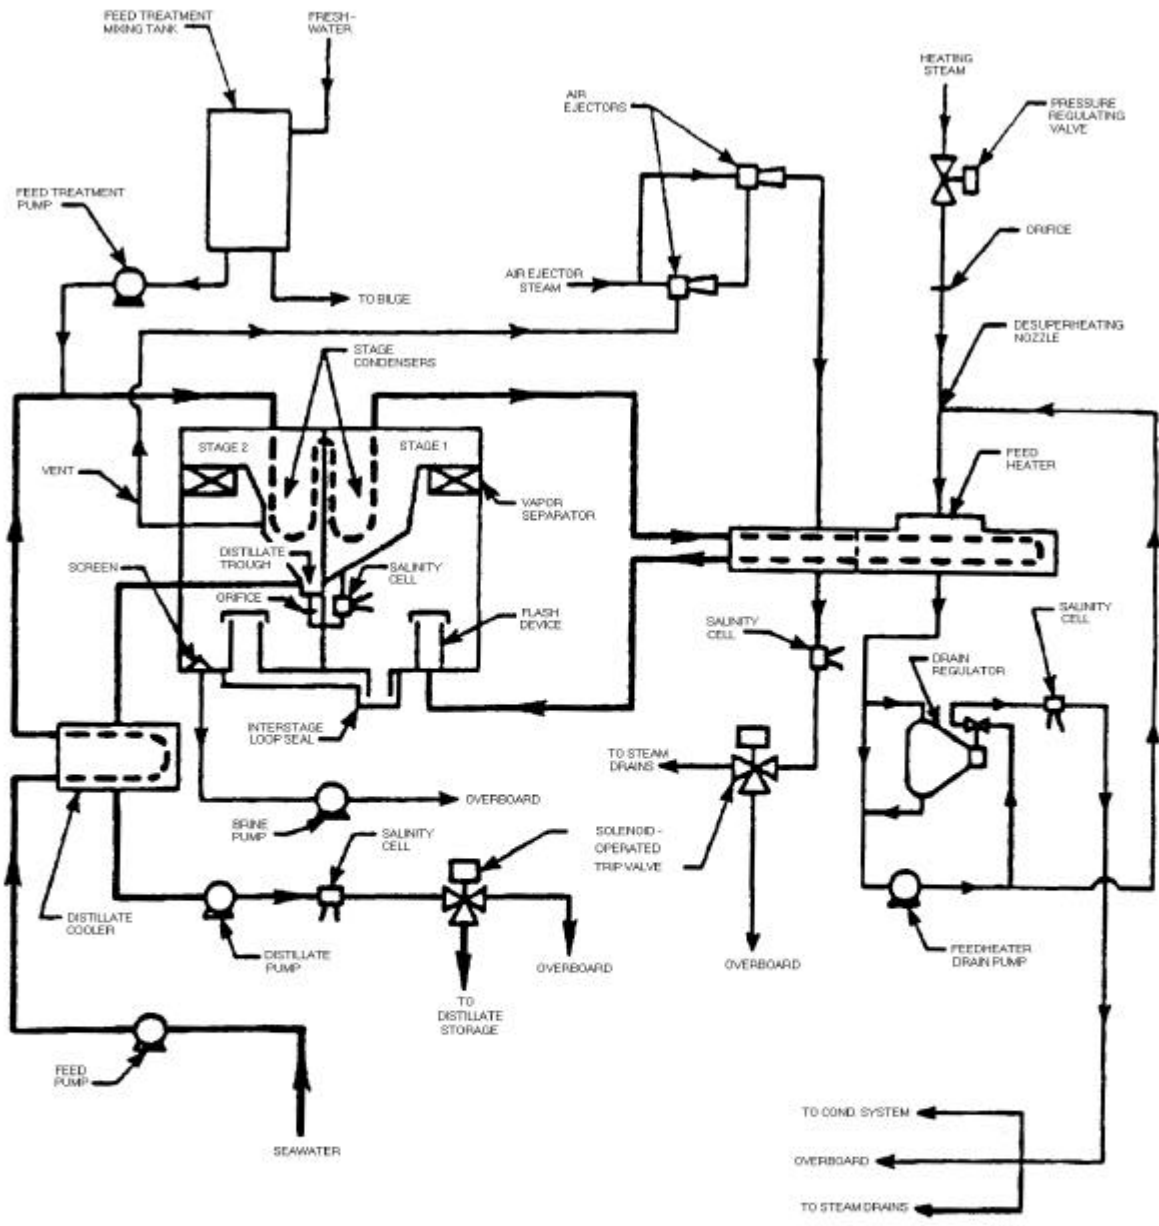 FEED TREATMENT
MIXING TANK
FRESH-
WATER
HEATING
STEAM
AIR
EJECTORS
PRESSURE
REGULATING
VALVE
FEED TREATMENT
PUMP
ORIFICE
AIR EJECTOR
STEAM
TO BILGE
DESUPERHEATING
NOZZLE
STAGE
CONDENSERS
STAGE 2
STAGE 1
FEED
HEATER
VENT
VAPOR
SEPARATOR
DISTILLATE
TROUGH
SCREEN
SALINITY
CELL
ORIFICE
FLASH
DEVICE
SALINITY
CELL
SALINITY
CELL
DRAIN
REGULATOR
INTERSTAGE
LOOP SEAL
TO STEAM
DRAINS
OVERBOARD
BRINE
PUMP
SALINITY
CELL
SOLENOID-
OPERATED
TRIP VALVE
DISTILLATE
COOLER
DISTILLATE
PUMP
OVERBOARD
OVERBOARD
FEEDHEATER
DRAIN PUMP
TO
DISTILLATE
STORAGE
FEED
PUMP
SEAWATER
TO COND. SYSTEM
OVERBOARD
TO STEAM DRAINS